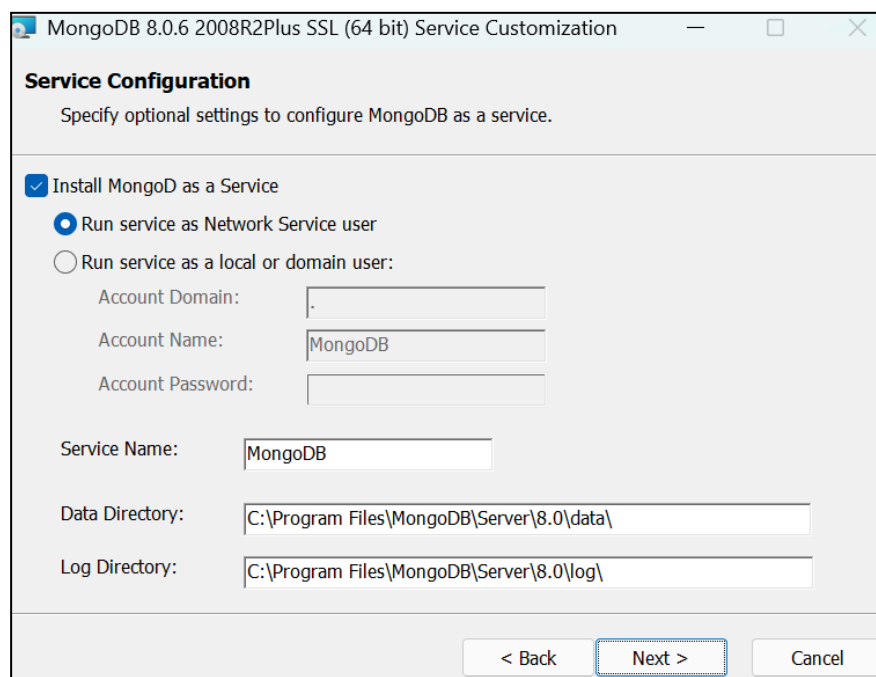 MongoDB 8.0.6 2008R2Plus SSL (64 bit) Service Customization
Service Configuration
Specify optional settings to configure MongoDB as a service.
Install MongoD as a Service
Run service as Network Service user
Run service as a local or domain user:
Account Domain: .
Account Name: MongoDB
Account Password:
Service Name: MongoDB
Data Directory: C:\Program Files\MongoDB\Server\8.0\data\
Log Directory: C:\Program Files\MongoDB\Server\8.0\log\
< Back Next > Cancel